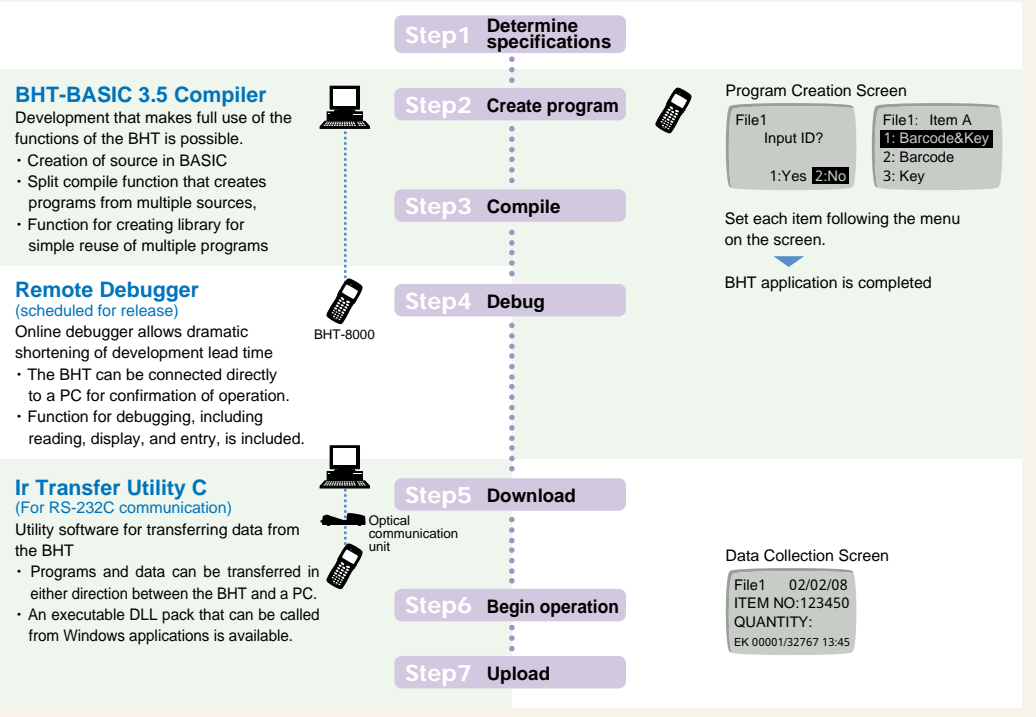 Step1 Determine
specifications
BHT-BASIC 3.5 Compiler
Development that makes full use of the
functions of the BHT is possible.
・Creation of source in BASIC
・Split compile function that creates
programs from multiple sources,
・Function for creating library for
simple reuse of multiple programs
Remote Debugger
(scheduled for release)
Online debugger allows dramatic
shortening of development lead time
・The BHT can be connected directly
to a PC for confirmation of operation.
・Function for debugging, including
reading, display, and entry, is included.
BHT-8000
Ir Transfer Utility C
(For RS-232C communication)
Utility software for transferring data from
the BHT
・Programs and data can be transferred in
either direction between the BHT and a PC.
・An executable DLL pack that can be called
from Windows applications is available.
Optical
communication
unit
Step2 Create program
Step3 Compile
Step4 Debug
Step5 Download
Step6 Begin operation
Step7 Upload
Program Creation Screen
File1
Input ID?
1:Yes 2:No
File1: Item A
1: Barcode&Key
2: Barcode
3: Key
Set each item following the menu
on the screen.
BHT application is completed
Data Collection Screen
File1 02/02/08
ITEM NO:123450
QUANTITY:
EK 00001/32767 13:45